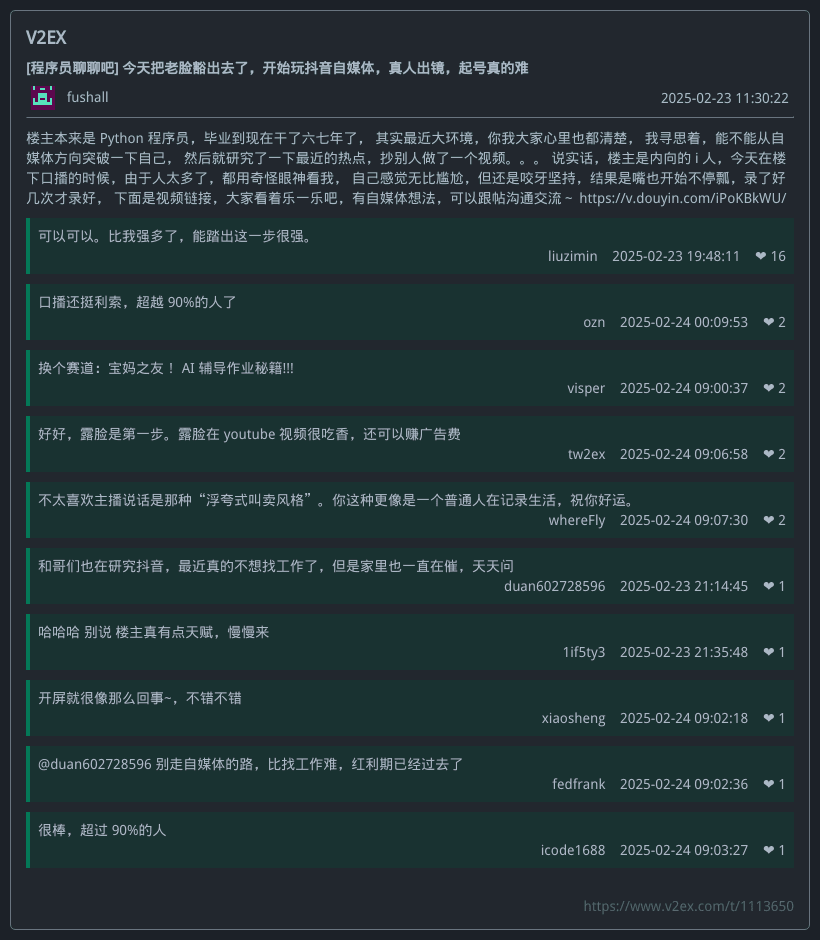 V2EX
[程序员聊聊吧] 今天把老脸豁出去了，开始玩抖音自媒体，真人出镜，起号真的难
fushall
2025-02-23 11:30:22
楼主本来是 Python 程序员，毕业到现在干了六七年了， 其实最近大环境，你我大家心里也都清楚， 我寻思着，能不能从自
媒体方向突破一下自己， 然后就研究了一下最近的热点，抄别人做了一个视频。。。 说实话，楼主是内向的 i 人，今天在楼
下口播的时候，由于人太多了，都用奇怪眼神看我， 自己感觉无比尴尬，但还是咬牙坚持，结果是嘴也开始不停瓢，录了好
几次才录好， 下面是视频链接，大家看着乐一乐吧，有自媒体想法，可以跟帖沟通交流 ~ https://v.douyin.com/iPoKBkWU/
可以可以。比我强多了，能踏出这一步很强。
liuzimin 2025-02-23 19:48:11 ❤ 16
口播还挺利索，超越 90%的人了
ozn 2025-02-24 00:09:53 ❤ 2
换个赛道：宝妈之友 ！ AI 辅导作业秘籍!!!
visper 2025-02-24 09:00:37 ❤ 2
好好，露脸是第一步。露脸在 youtube 视频很吃香，还可以赚广告费
tw2ex 2025-02-24 09:06:58 ❤ 2
不太喜欢主播说话是那种“浮夸式叫卖风格”。你这种更像是一个普通人在记录生活，祝你好运。
whereFly 2025-02-24 09:07:30 ❤ 2
和哥们也在研究抖音，最近真的不想找工作了，但是家里也一直在催，天天问
duan602728596 2025-02-23 21:14:45 ❤ 1
哈哈哈 别说 楼主真有点天赋，慢慢来
1if5ty3 2025-02-23 21:35:48 ❤ 1
开屏就很像那么回事~，不错不错
xiaosheng 2025-02-24 09:02:18 ❤ 1
@duan602728596 别走自媒体的路，比找工作难，红利期已经过去了
fedfrank 2025-02-24 09:02:36 ❤ 1
很棒，超过 90%的人
icode1688 2025-02-24 09:03:27 ❤ 1
https://www.v2ex.com/t/1113650